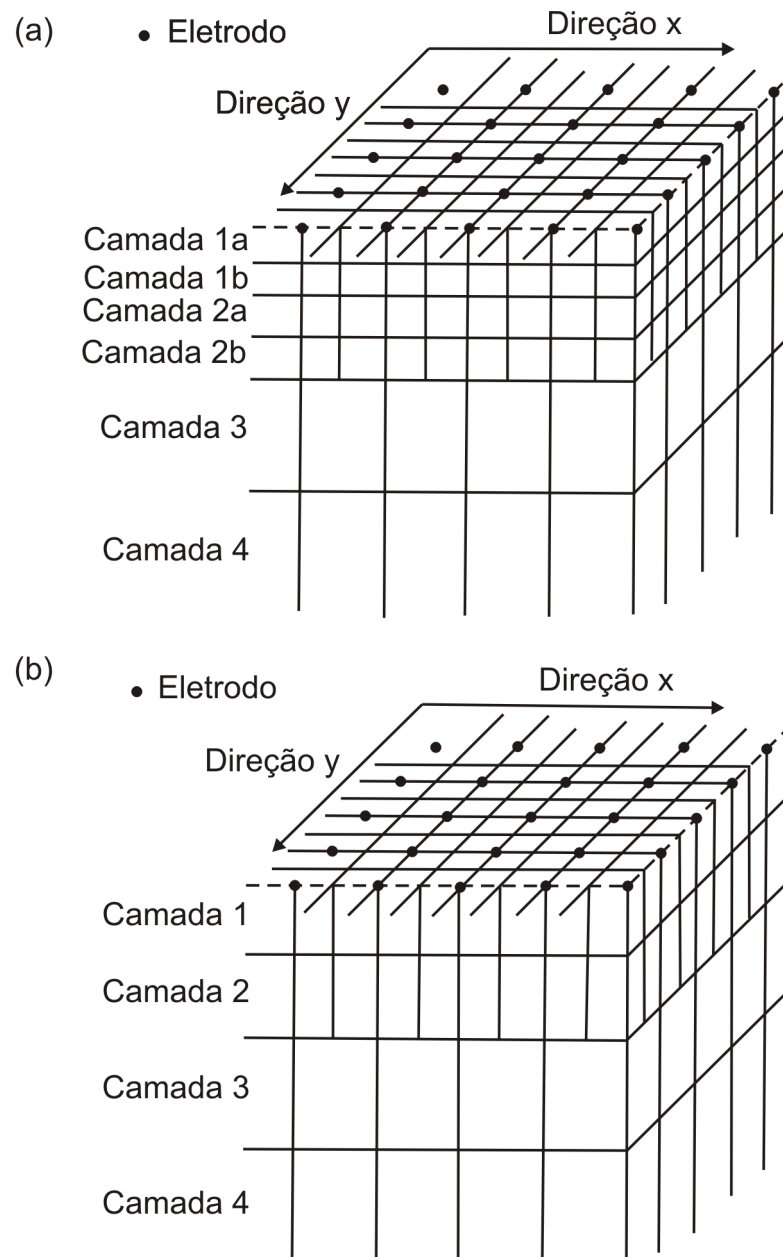 (a)
Eletrodo
Direção x
Direção y
Camada 1a
Camada 1b
Camada 2a
Camada 2b
Camada 3
Camada 4
(b)
Eletrodo
Direção x
Direção y
Camada 1
Camada 2
Camada 3
Camada 4